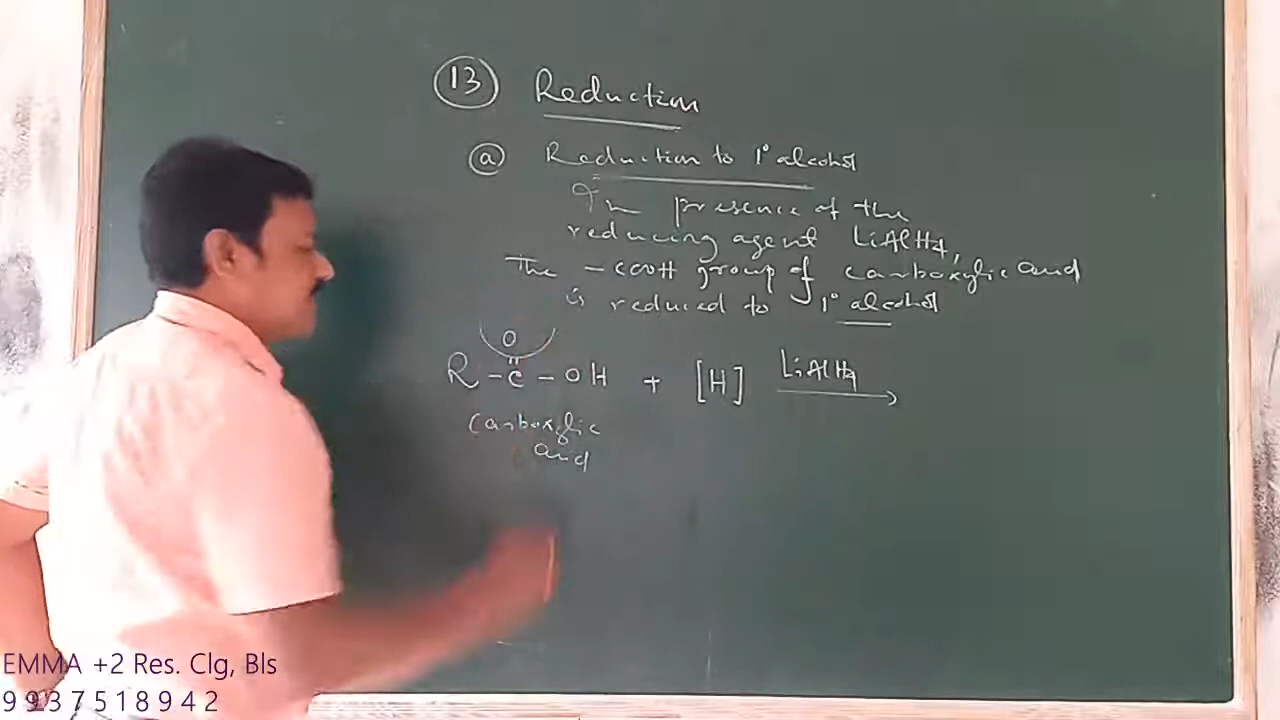 13 Reduction
a Reduction to 1° alcohol
In presence of the
reducing agent LiAlH4,
The -COOH group of carboxylic acid
is reduced to 1° alcohol
O
R - C - OH + [H] LiAlH4 →
Carboxylic
acid
EMMA +2 Res. Clg, Bls
9937518942